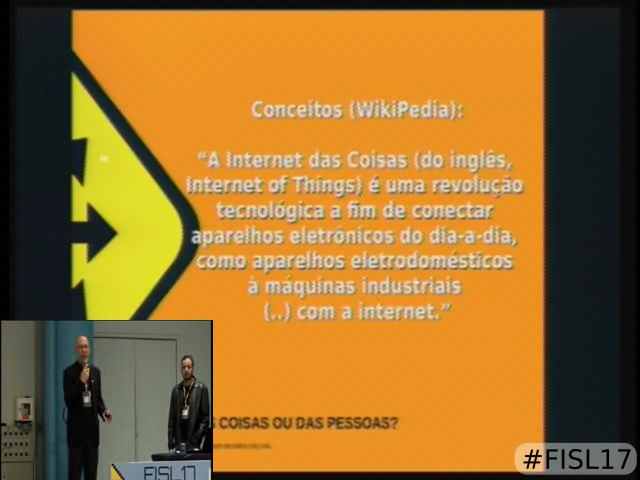 Conceitos (WikiPedia):
“A Internet das Coisas (do inglês,
Internet of Things) é uma revolução
tecnológica a fim de conectar
aparelhos eletrônicos do dia-a-dia,
como aparelhos eletrodomésticos
à máquinas industriais
(..) com a internet.”
COISAS OU DAS PESSOAS?
FISL17
#FISL17